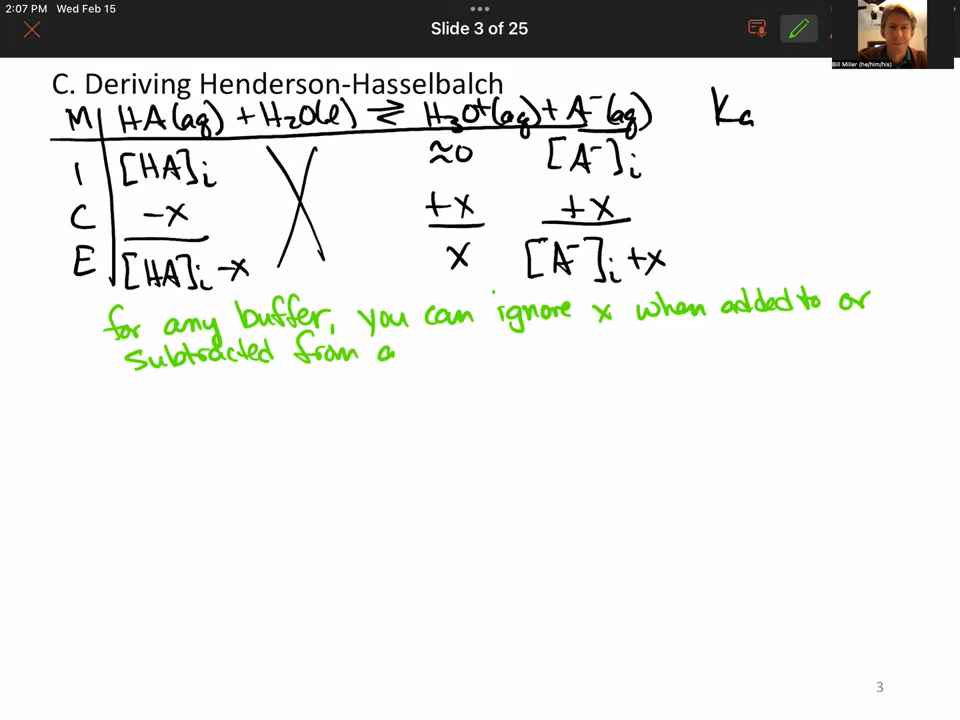 2:07 PM Wed Feb 15
Slide 3 of 25
Bill Miller (he/him/his)
C. Deriving Henderson-Hasselbalch
M HA(aq) + H₂O(l) ⇌ H₃O⁺(aq) + A⁻(aq) Ka
I [HA]i ≈0 [A⁻]i
C -x +x +x
E [HA]i -x x [A⁻]i +x
for any buffer, you can ignore x when added to or
subtracted from a
3